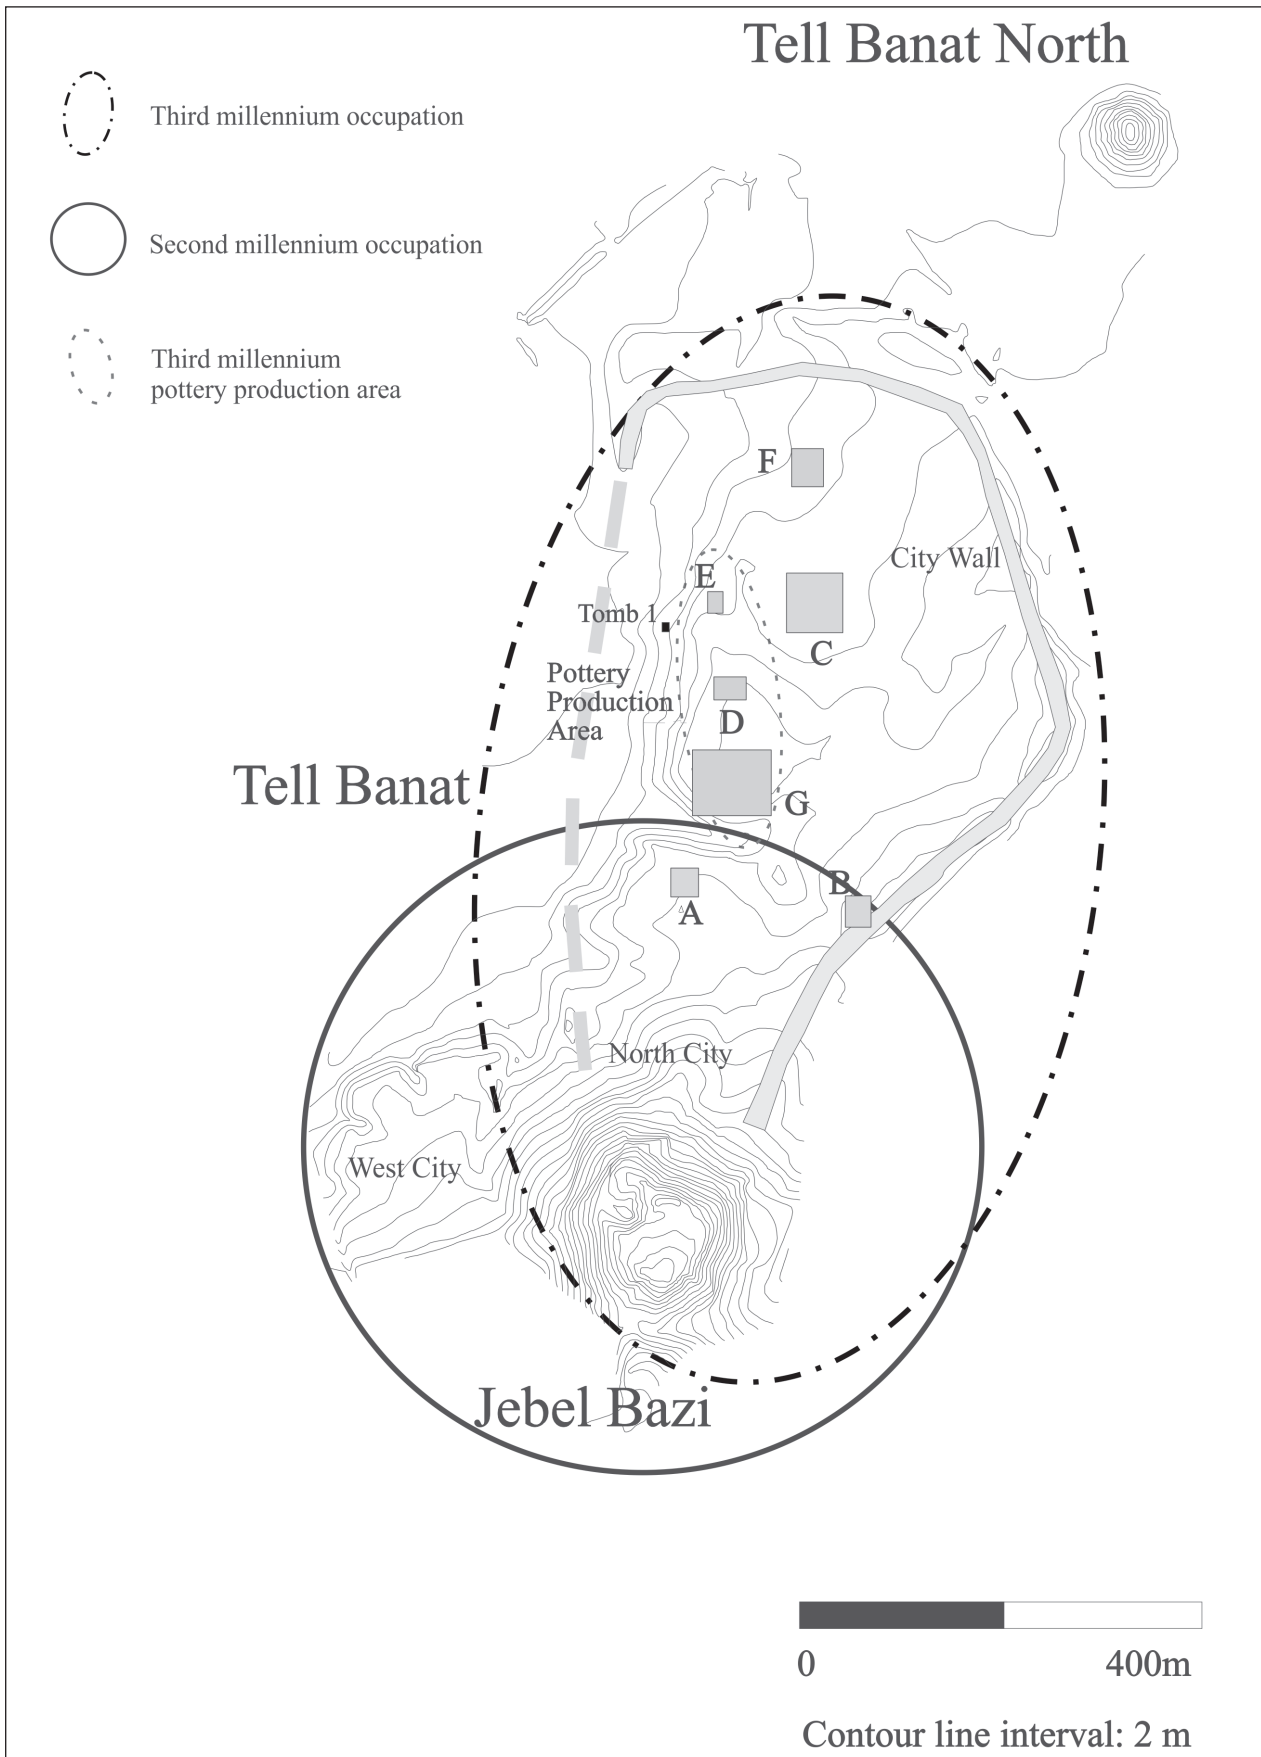 Tell Banat North
Third millennium occupation
Second millennium occupation
Third millennium
pottery production area
F
City Wall
E
Tomb 1
C
Pottery
Production
Area
D
Tell Banat
G
B
A
North City
West City
Jebel Bazi
0
400m
Contour line interval: 2 m